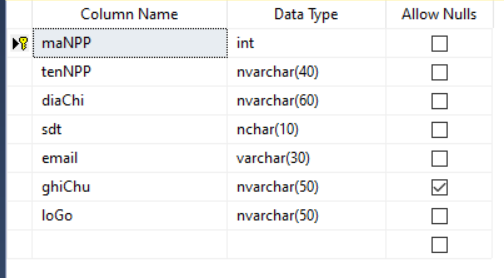 Column Name Data Type Allow Nulls
maNPP int
tenNPP nvarchar(40)
diaChi nvarchar(60)
sdt nchar(10)
email varchar(30)
ghiChu nvarchar(50)
loGo nvarchar(50)